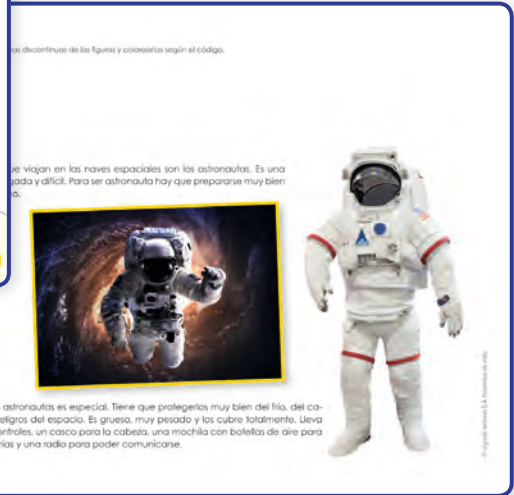 discontinuas de las figuras y colorearlas según el código.
ue viajan en las naves espaciales son los astronautas. Es una
gada y difícil. Para ser astronauta hay que prepararse muy bien
astronautas es especial. Tiene que protegerlos muy bien del frío, del ca-
eligros del espacio. Es grueso, muy pesado y los cubre totalmente. Lleva
ontroles, un casco para la cabeza, una mochila con botellas de aire para
rías y una radio para poder comunicarse.